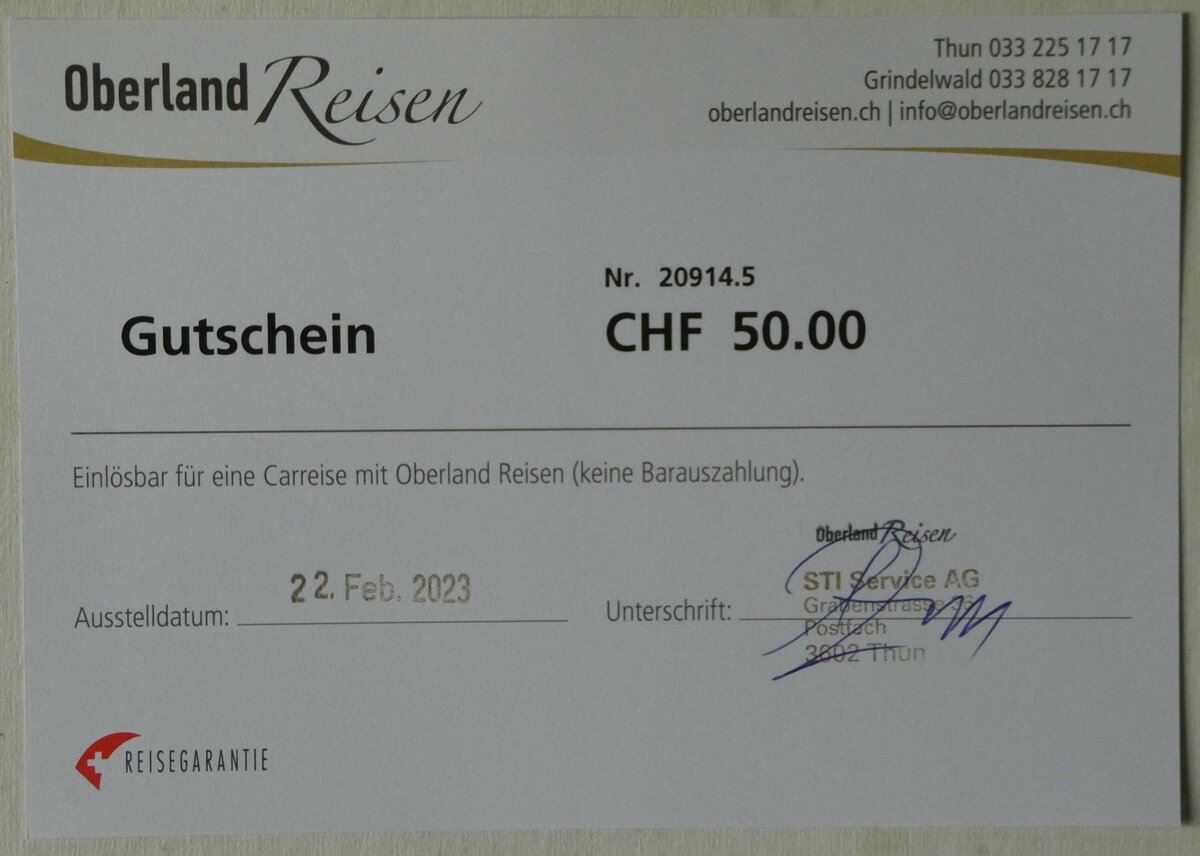 Oberland Reisen
Thun 033 225 17 17
Grindelwald 033 828 17 17
oberlandreisen.ch | info@oberlandreisen.ch
Nr. 20914.5
Gutschein CHF 50.00
Einlösbar für eine Carreise mit Oberland Reisen (keine Barauszahlung).
Ausstelldatum: 22. Feb. 2023
Unterschrift:
Oberland Reisen
STI Service AG
Grabenstrasse 36
Postfach
3602 Thun
REISEGARANTIE